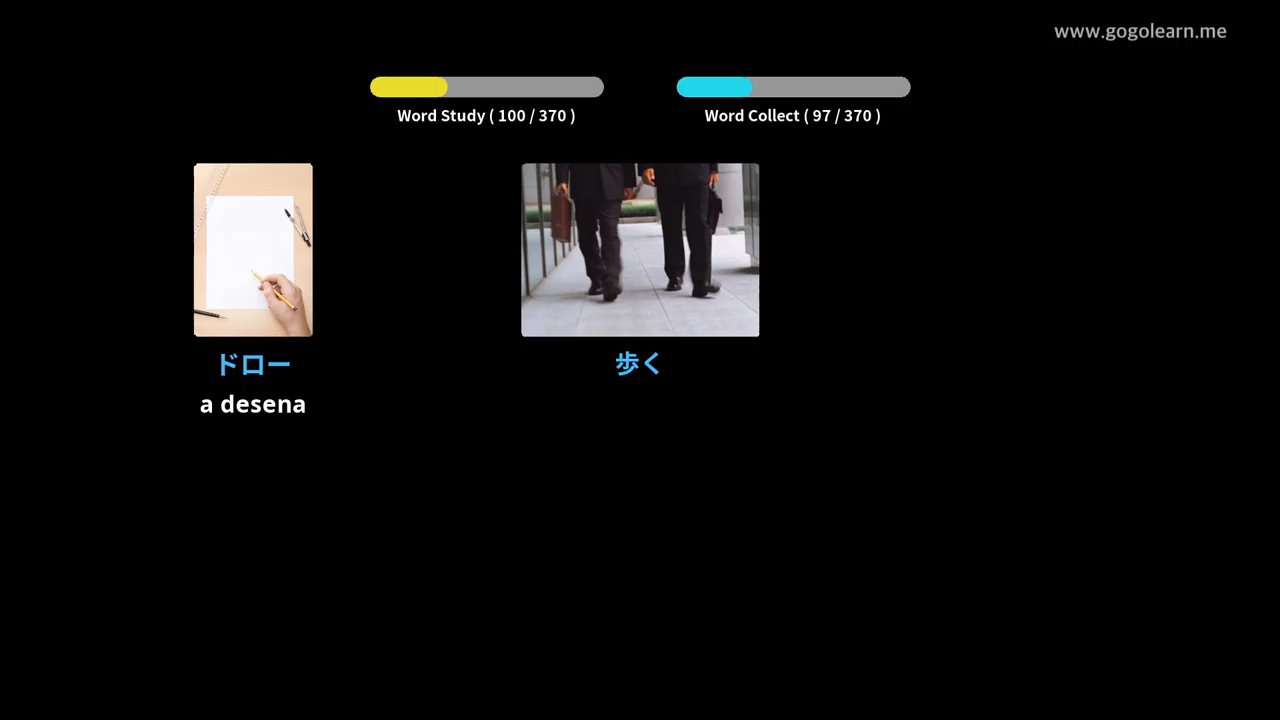 www.gogolearn.me
Word Study ( 100 / 370 )
Word Collect ( 97 / 370 )
ドロー
歩く
a desena